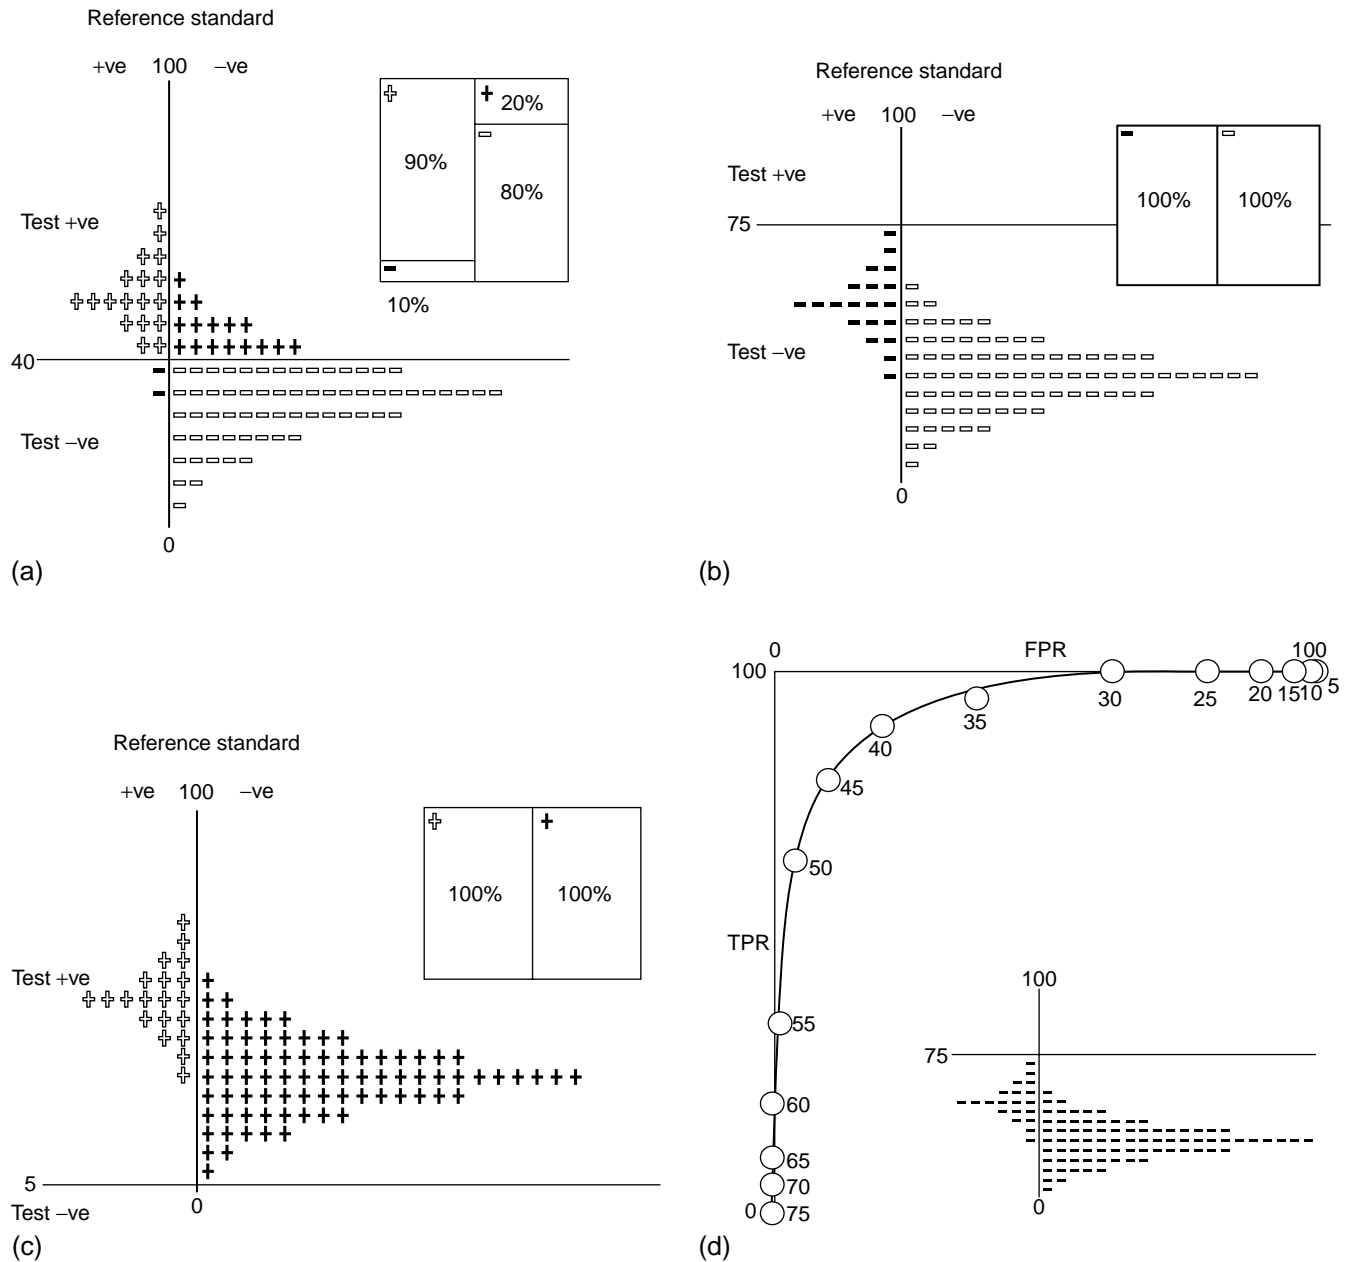 Reference standard
+ve 100 −ve
20%
90%
80%
Test +ve
10%
40
Test −ve
0
(a)
Reference standard
+ve 100 −ve
Test +ve
100% 100%
75
Test −ve
0
(b)
Reference standard
+ve 100 −ve
100% 100%
Test +ve
5
Test −ve
0
(c)
0 FPR 100
100
30 25 20 15 10 5
35
40
45
50
TPR
55
60
65
70
0 75
100
75
0
(d)